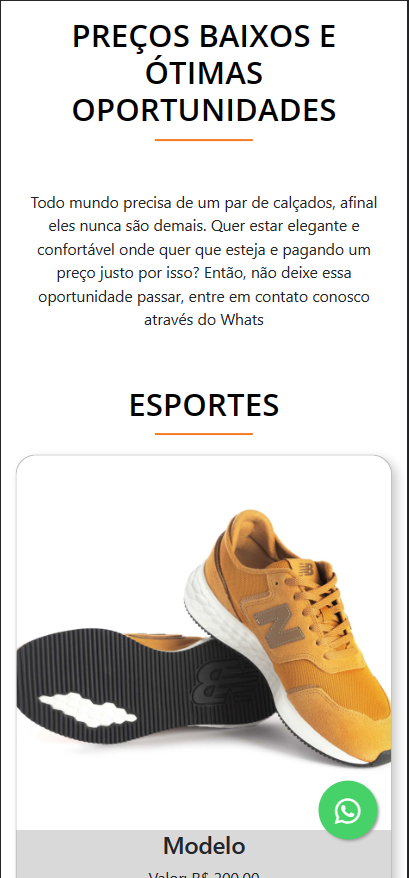 PREÇOS BAIXOS E
ÓTIMAS
OPORTUNIDADES
Todo mundo precisa de um par de calçados, afinal
eles nunca são demais. Quer estar elegante e
confortável onde quer que esteja e pagando um
preço justo por isso? Então, não deixe essa
oportunidade passar, entre em contato conosco
através do Whats
ESPORTES
Modelo
Valor: R$ 200,00